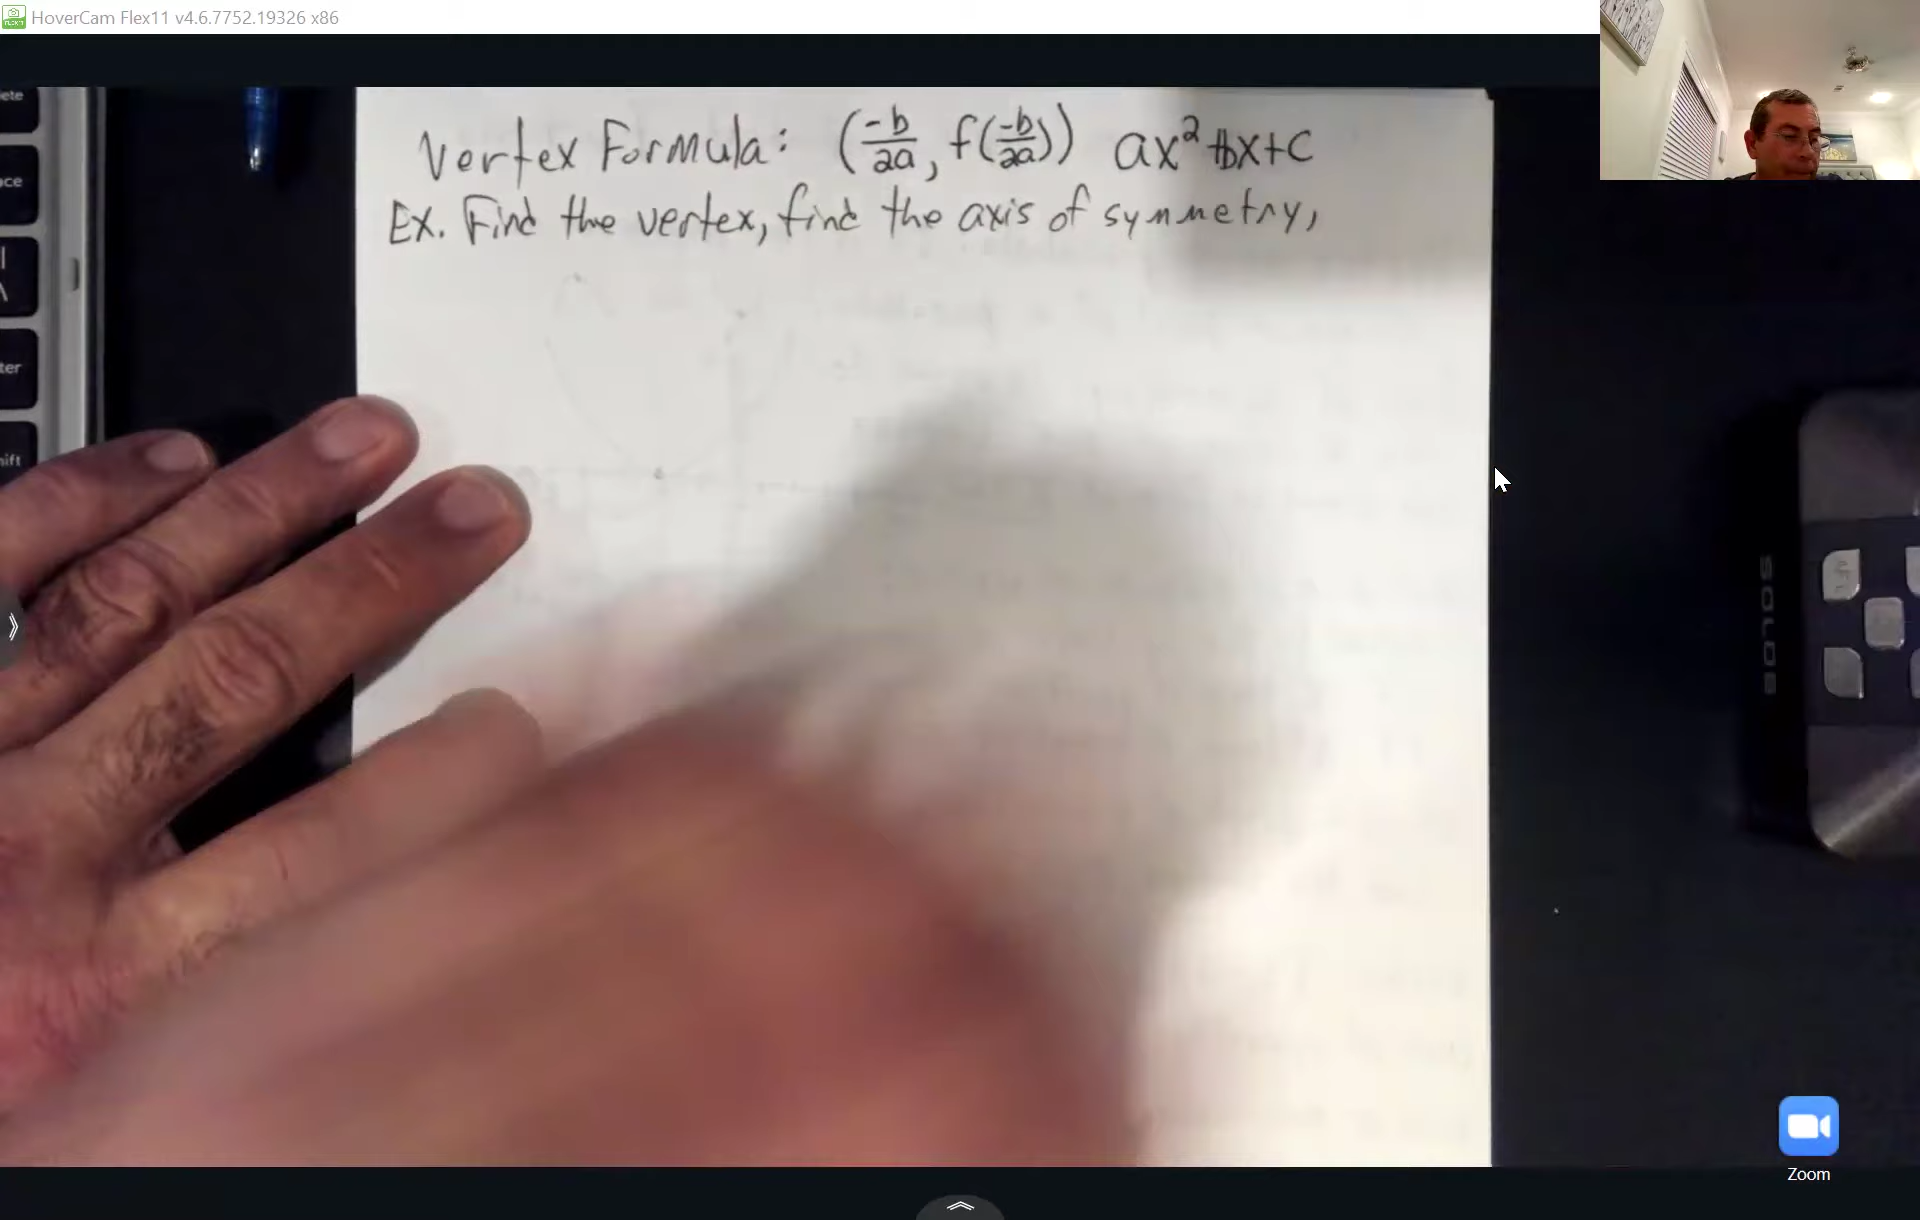 HoverCam Flex11 v4.6.7752.19326 x86
Vertex Formula: (-b/2a, f(-b/2a)) ax²+bx+c
Ex. Find the vertex, find the axis of symmetry,
SOLOS
Zoom